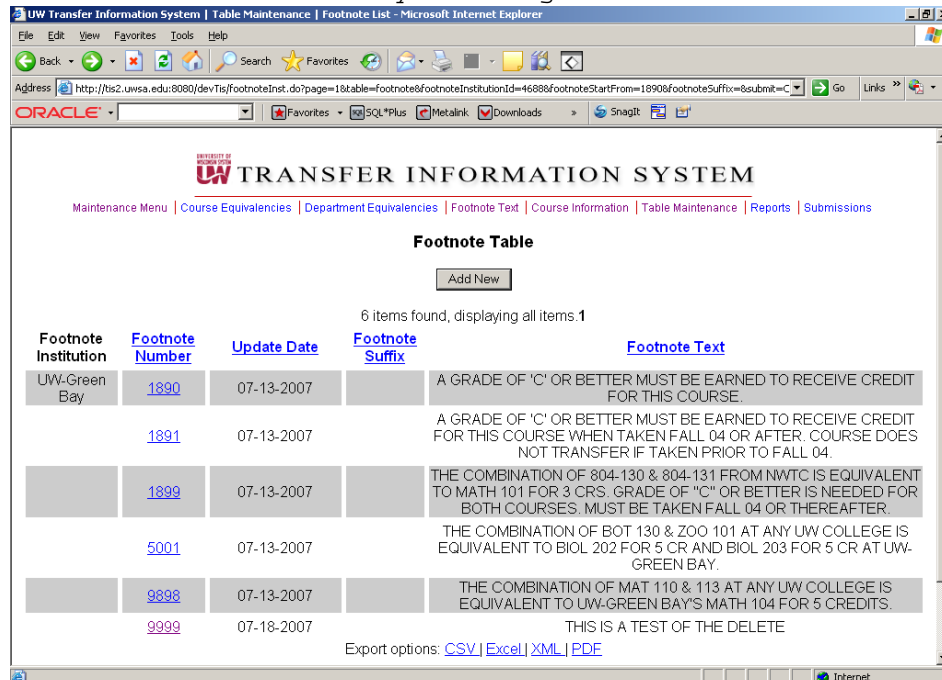 UW Transfer Information System | Table Maintenance | Footnote List - Microsoft Internet Explorer
File Edit View Favorites Tools Help
Back Search Favorites
Address http://tis2.uwsa.edu:8080/devTis/footnoteInst.do?page=1&table=footnote&footnoteInstitutionId=4688&footnoteStartFrom=1890&footnoteSuffix=&submit=C Go Links »
ORACLE Favorites SQL*Plus Metalink Downloads » SnagIt
UNIVERSITY OF WISCONSIN SYSTEM
UW TRANSFER INFORMATION SYSTEM
Maintenance Menu | Course Equivalencies | Department Equivalencies | Footnote Text | Course Information | Table Maintenance | Reports | Submissions
Footnote Table
Add New
6 items found, displaying all items.1
Footnote Institution Footnote Number Update Date Footnote Suffix Footnote Text
UW-Green Bay 1890 07-13-2007 A GRADE OF 'C' OR BETTER MUST BE EARNED TO RECEIVE CREDIT
FOR THIS COURSE.
1891 07-13-2007 A GRADE OF 'C' OR BETTER MUST BE EARNED TO RECEIVE CREDIT
FOR THIS COURSE WHEN TAKEN FALL 04 OR AFTER. COURSE DOES
NOT TRANSFER IF TAKEN PRIOR TO FALL 04.
1899 07-13-2007 THE COMBINATION OF 804-130 & 804-131 FROM NWTC IS EQUIVALENT
TO MATH 101 FOR 3 CRS. GRADE OF "C" OR BETTER IS NEEDED FOR
BOTH COURSES. MUST BE TAKEN FALL 04 OR THEREAFTER.
5001 07-13-2007 THE COMBINATION OF BOT 130 & ZOO 101 AT ANY UW COLLEGE IS
EQUIVALENT TO BIOL 202 FOR 5 CR AND BIOL 203 FOR 5 CR AT UW-
GREEN BAY.
9898 07-13-2007 THE COMBINATION OF MAT 110 & 113 AT ANY UW COLLEGE IS
EQUIVALENT TO UW-GREEN BAY'S MATH 104 FOR 5 CREDITS.
9999 07-18-2007 THIS IS A TEST OF THE DELETE
Export options: CSV | Excel | XML | PDF
Internet